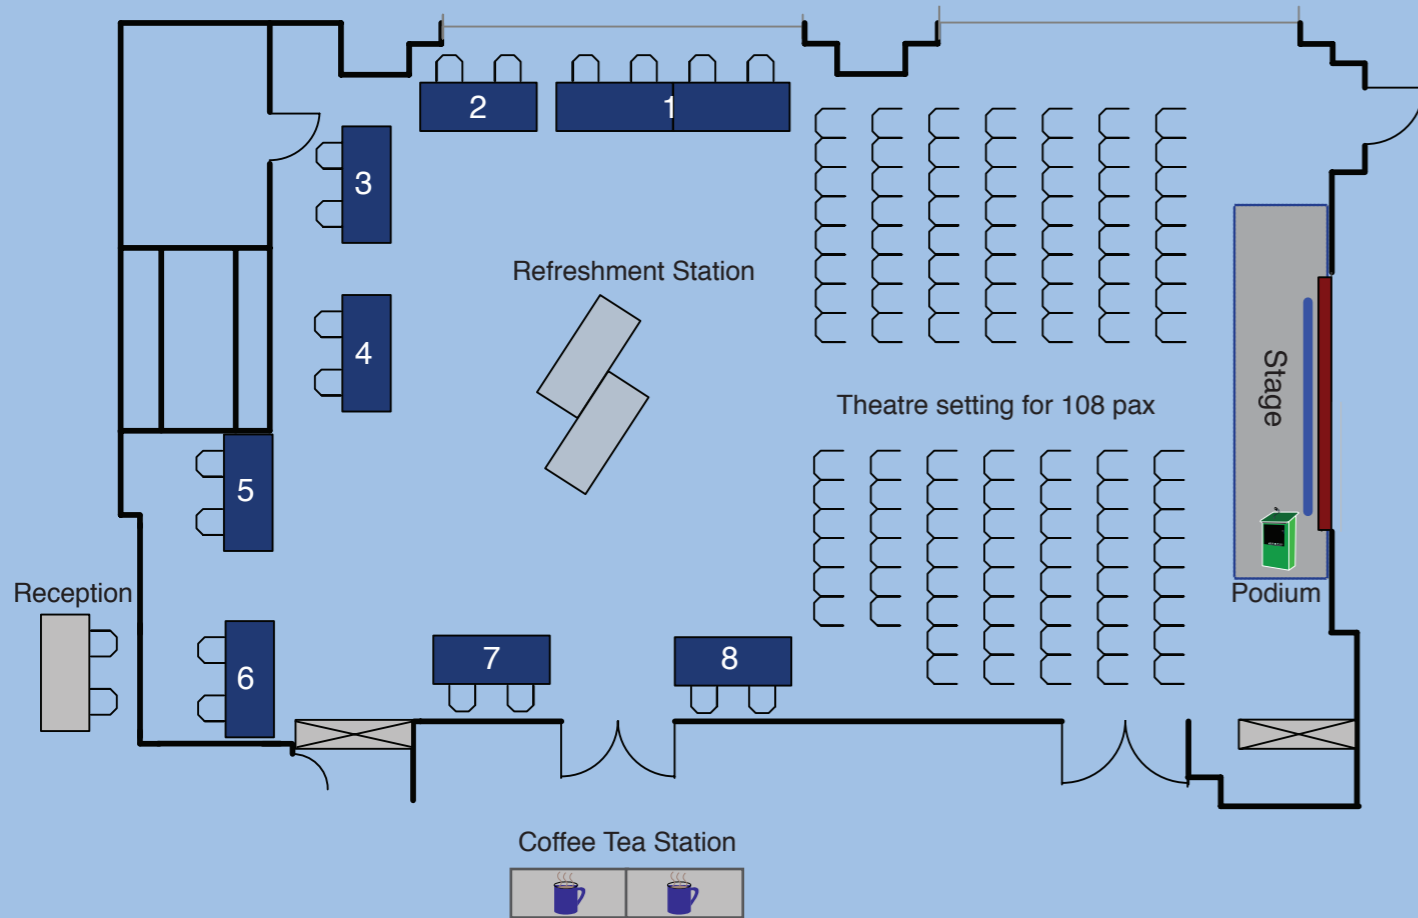 2
1
3
Refreshment Station
4
Theatre setting for 108 pax
Stage
5
Reception
Podium
6
7
8
Coffee Tea Station